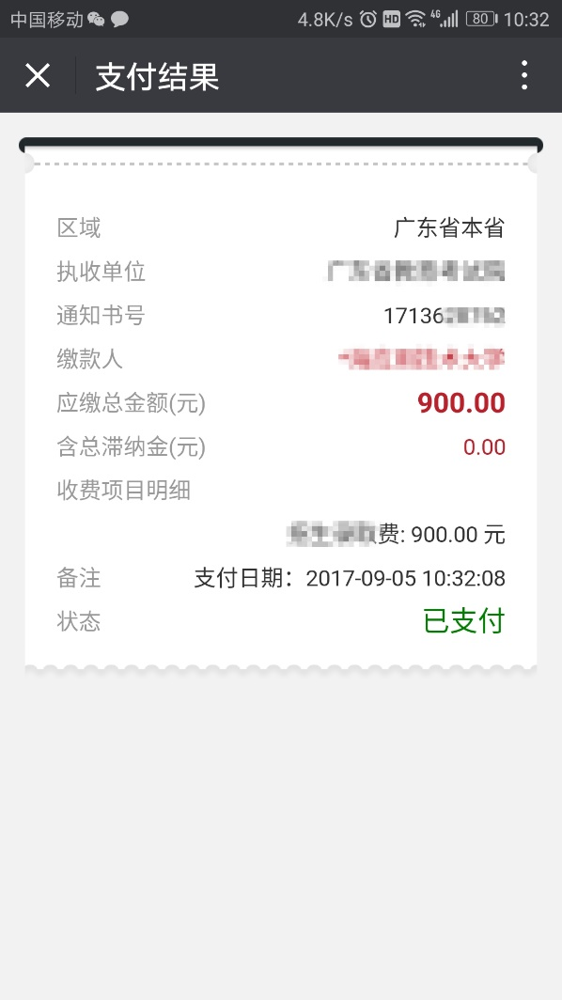 中国移动 4.8K/s HD 4G 80 10:32
支付结果
区域 广东省本省
执收单位
通知书号 17136
缴款人
应缴总金额(元) 900.00
含总滞纳金(元) 0.00
收费项目明细
费: 900.00 元
备注 支付日期：2017-09-05 10:32:08
状态 已支付